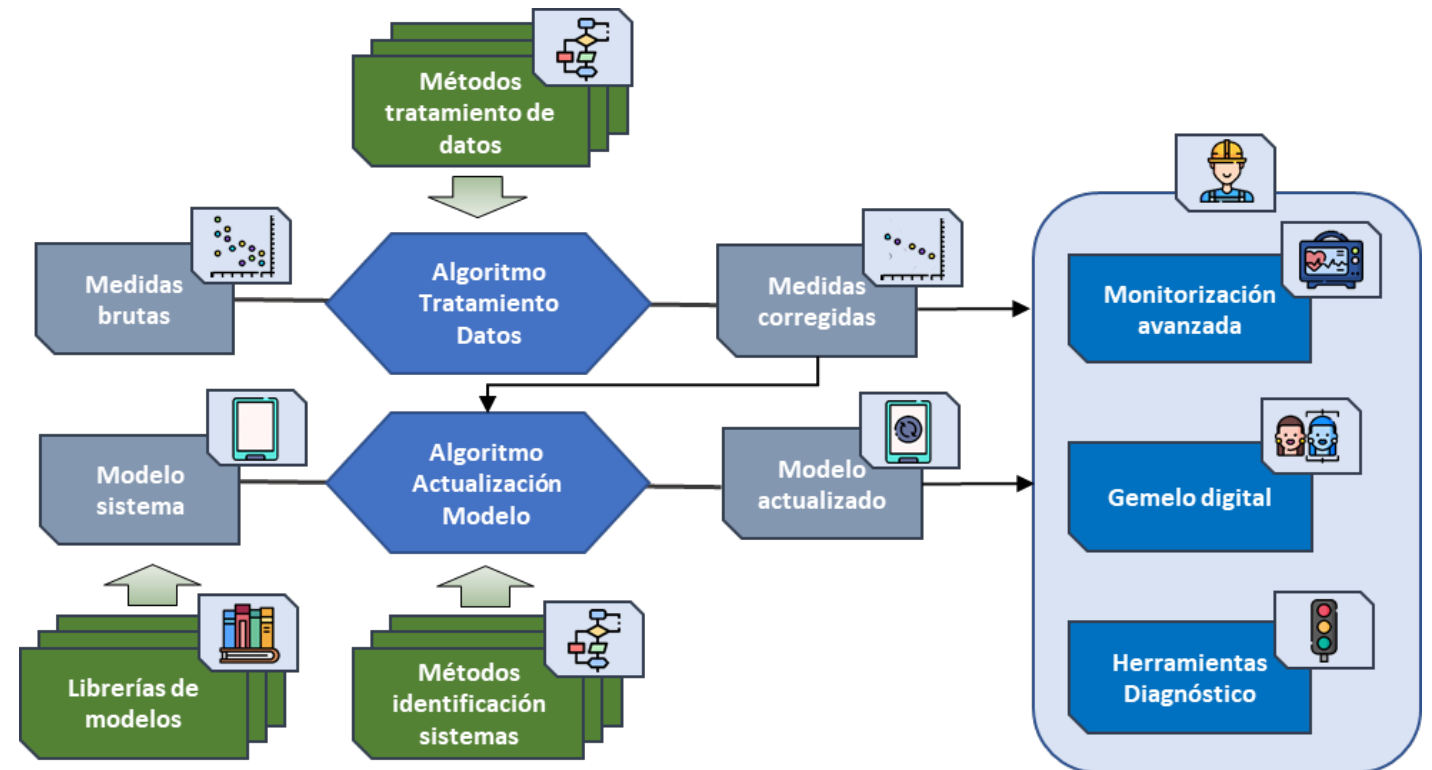 Métodos
tratamiento de
datos
Medidas
brutas
Algoritmo
Tratamiento
Datos
Medidas
corregidas
Monitorización
avanzada
Modelo
sistema
Algoritmo
Actualización
Modelo
Modelo
actualizado
Gemelo digital
Librerías de
modelos
Métodos
identificación
sistemas
Herramientas
Diagnóstico